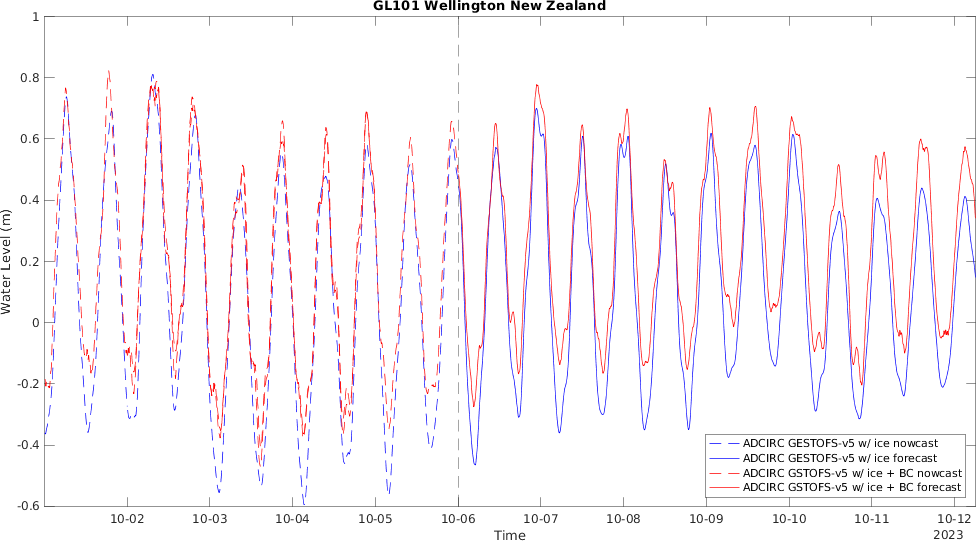 GL101 Wellington New Zealand
1
0.8
0.6
0.4
0.2
0
-0.2
-0.4
-0.6
Water Level (m)
10-02 10-03 10-04 10-05 10-06 10-07 10-08 10-09 10-10 10-11 10-12
Time
2023
ADCIRC GESTOFS-v5 w/ ice nowcast
ADCIRC GESTOFS-v5 w/ ice forecast
ADCIRC GSTOFS-v5 w/ ice + BC nowcast
ADCIRC GSTOFS-v5 w/ ice + BC forecast